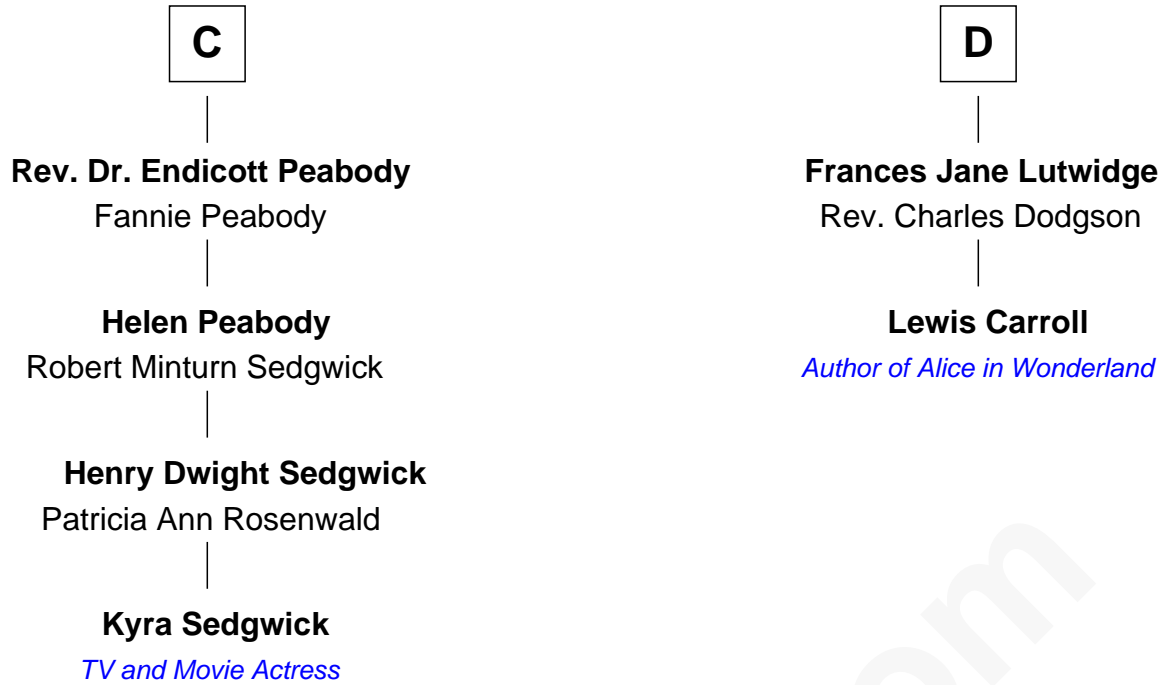 C
Rev. Dr. Endicott Peabody
Fannie Peabody
Helen Peabody
Robert Minturn Sedgwick
Henry Dwight Sedgwick
Patricia Ann Rosenwald
Kyra Sedgwick
TV and Movie Actress
D
Frances Jane Lutwidge
Rev. Charles Dodgson
Lewis Carroll
Author of Alice in Wonderland
om